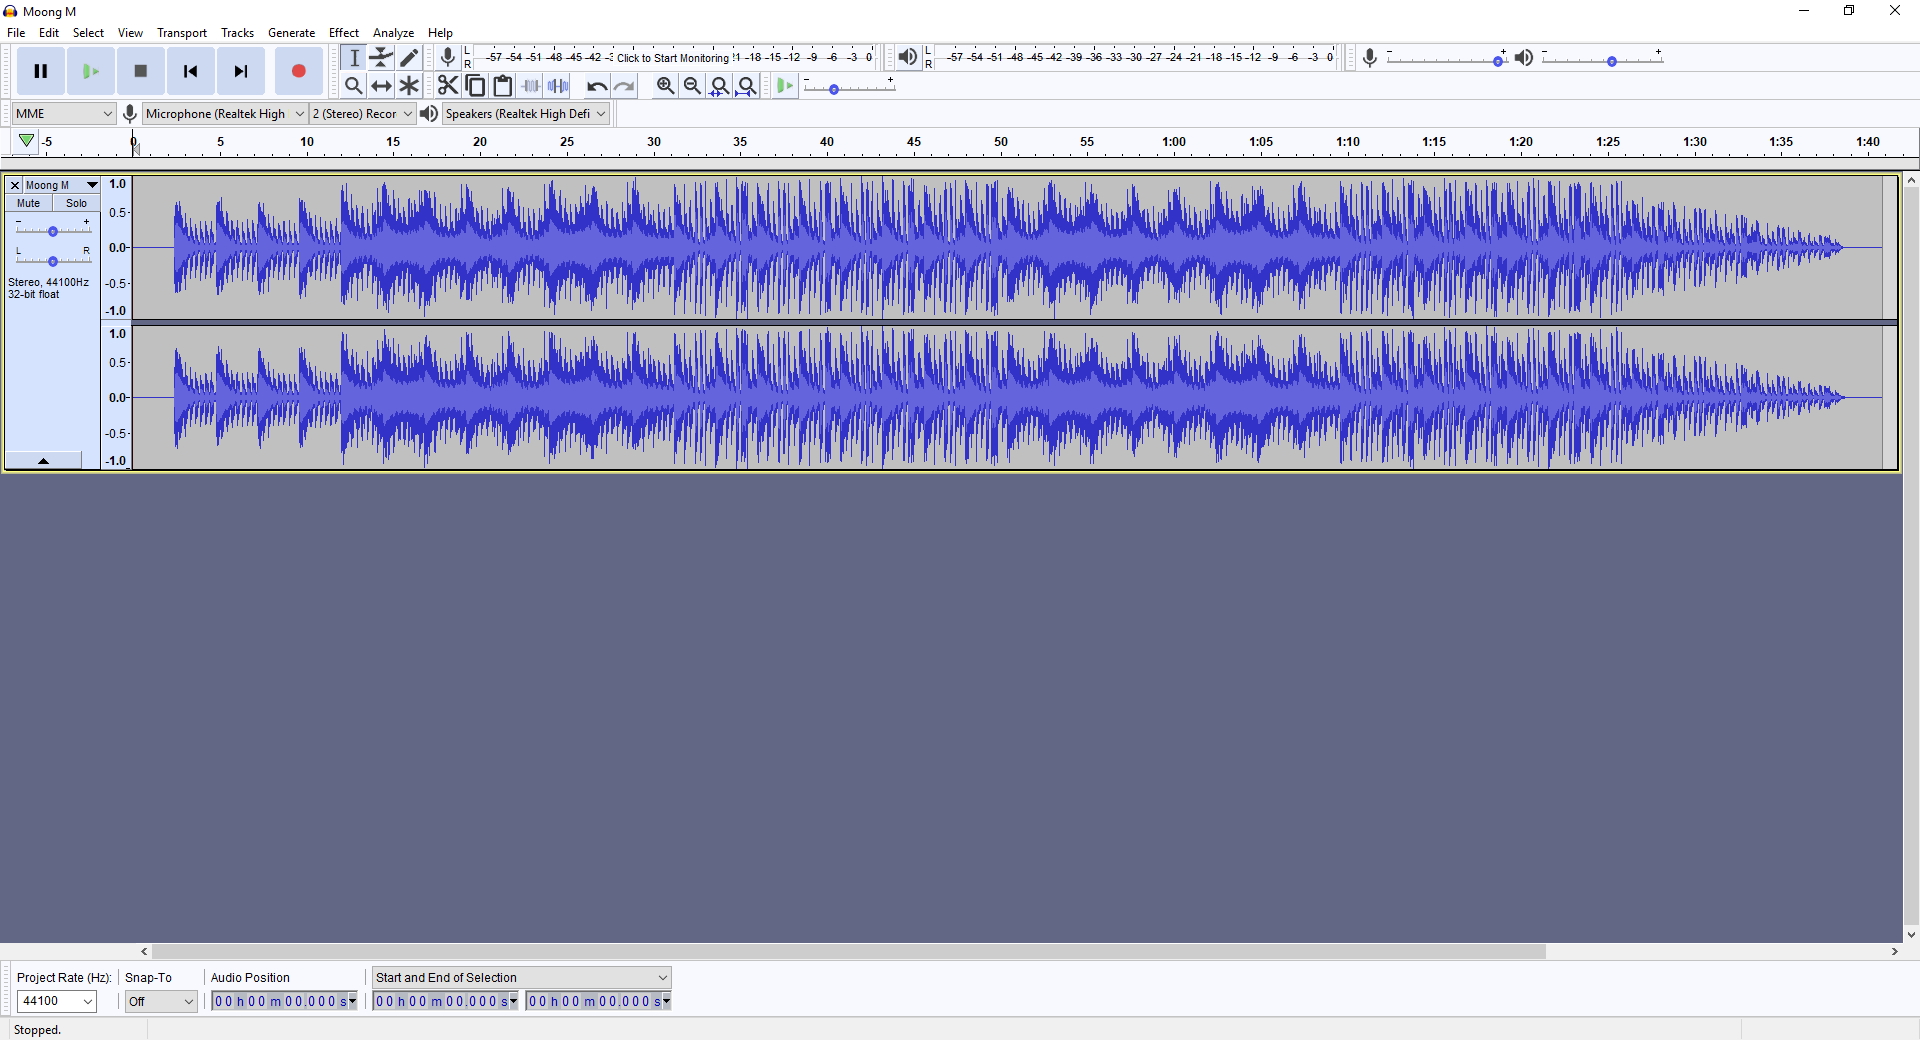 Moong M
File Edit Select View Transport Tracks Generate Effect Analyze Help
L R -57 -54 -51 -48 -45 -42 -3 Click to Start Monitoring !1 -18 -15 -12 -9 -6 -3 0
L R -57 -54 -51 -48 -45 -42 -39 -36 -33 -30 -27 -24 -21 -18 -15 -12 -9 -6 -3 0
- + - +
- +
MME Microphone (Realtek High 2 (Stereo) Recor Speakers (Realtek High Defi
-5 0 5 10 15 20 25 30 35 40 45 50 55 1:00 1:05 1:10 1:15 1:20 1:25 1:30 1:35 1:40
Moong M
Mute Solo
- +
L R
Stereo, 44100Hz
32-bit float
1.0
0.5
0.0
-0.5
-1.0
1.0
0.5
0.0
-0.5
-1.0
Project Rate (Hz): Snap-To Audio Position Start and End of Selection
44100 Off 00 h 00 m 00.000 s 00 h 00 m 00.000 s 00 h 00 m 00.000 s
Stopped.